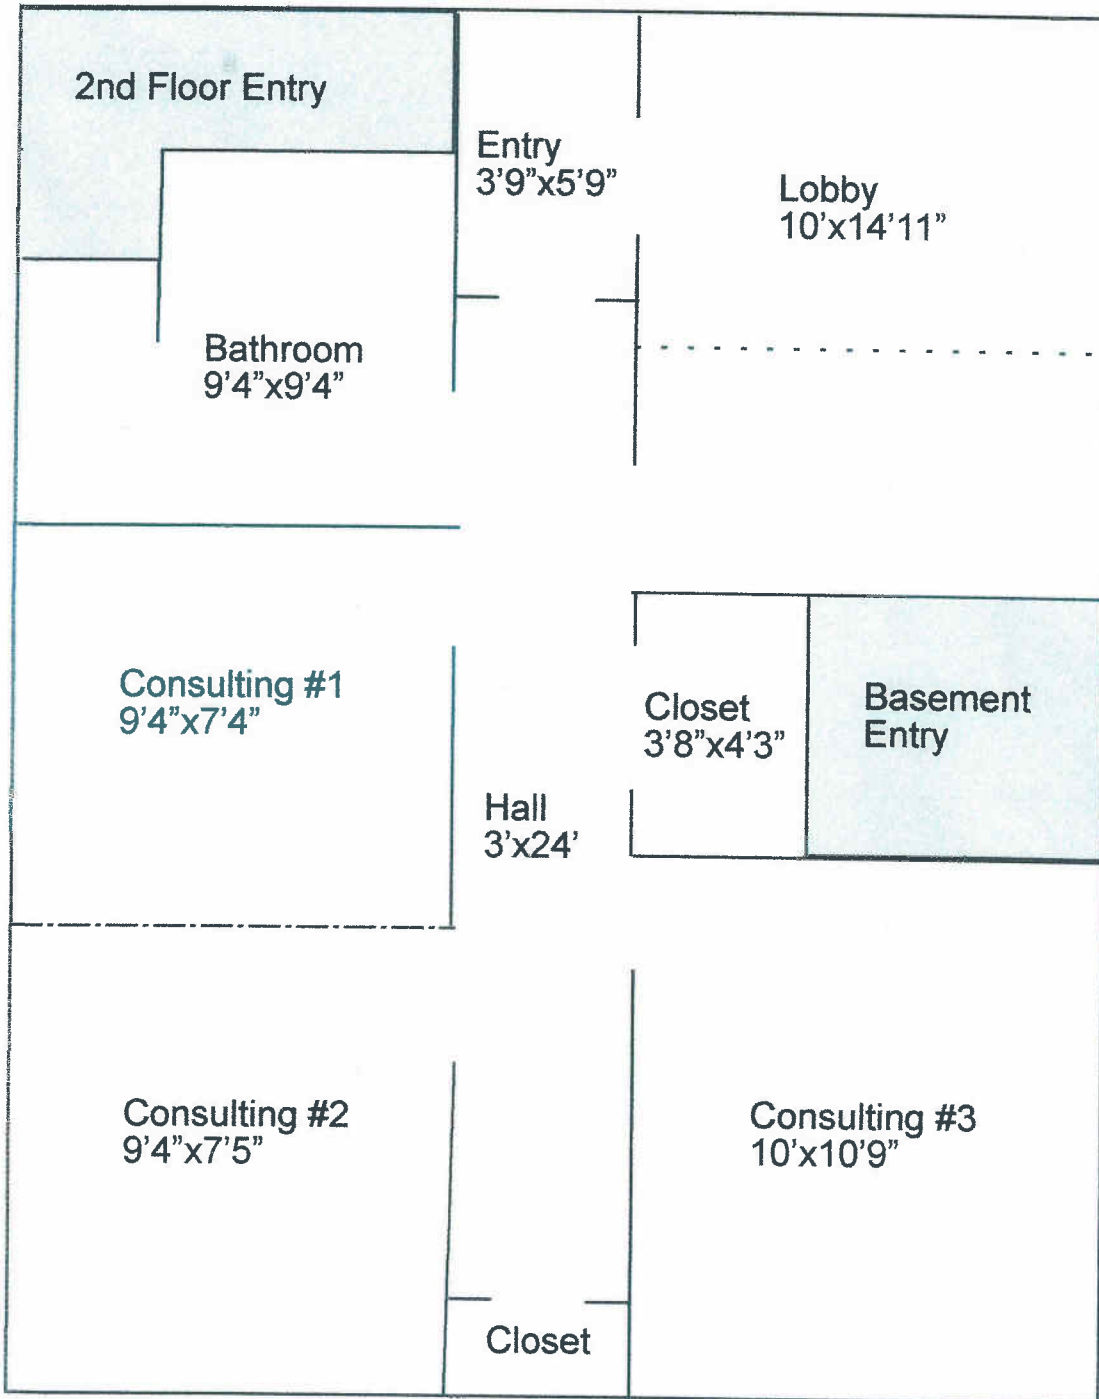 2nd Floor Entry
Entry
3’9”x5’9”
Lobby
10’x14’11”
Bathroom
9’4”x9’4”
Consulting #1
9’4”x7’4”
Closet
3’8”x4’3”
Basement
Entry
Hall
3’x24’
Consulting #2
9’4”x7’5”
Consulting #3
10’x10’9”
Closet